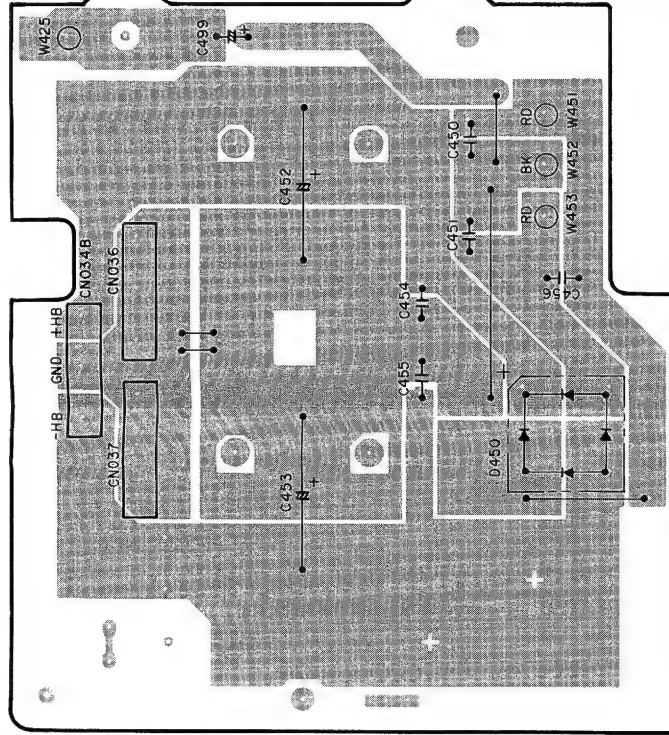 W425
C499
C452
C450
RD
W451
BK
W452
RD
W453
C451
C456
C454
C455
CN034B
-HB
GND
+HB
CN036
CN037
C453
D450
+
+
+
+
+
+